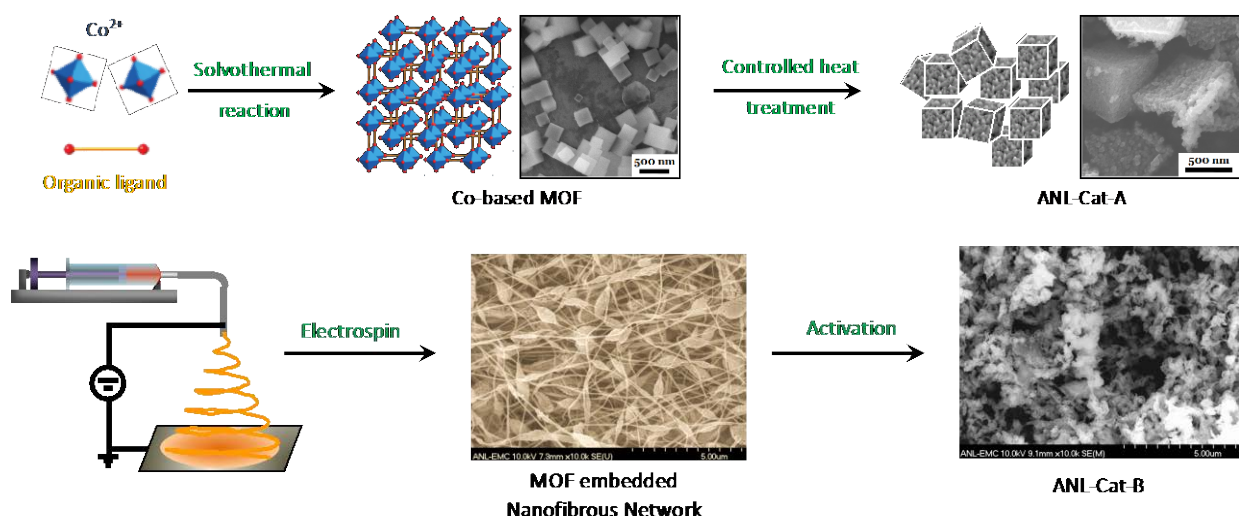 Co²⁺
Solvothermal
reaction
Organic ligand
500 nm
Co-based MOF
Controlled heat
treatment
500 nm
ANL-Cat-A
Electrospin
ANL-EMC 10.0kV 7.3mm x10.0k SE(U)
5.00um
MOF embedded
Nanofibrous Network
Activation
ANL-EMC 10.0kV 9.1mm x10.0k SE(M)
5.00um
ANL-Cat-B